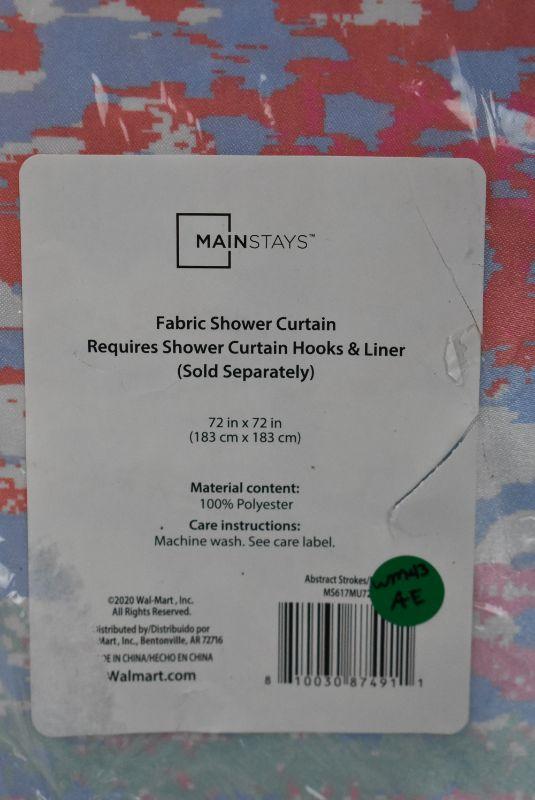 MAINSTAYS™
Fabric Shower Curtain
Requires Shower Curtain Hooks & Liner
(Sold Separately)
72 in x 72 in
(183 cm x 183 cm)
Material content:
100% Polyester
Care instructions:
Machine wash. See care label.
Abstract Strokes/
MS617MU72
A-E
©2020 Wal-Mart, Inc.
All Rights Reserved.
istributed by/Distribuido por
Mart, Inc., Bentonville, AR 72716
DE IN CHINA/HECHO EN CHINA
Walmart.com
8 10030 87491 1